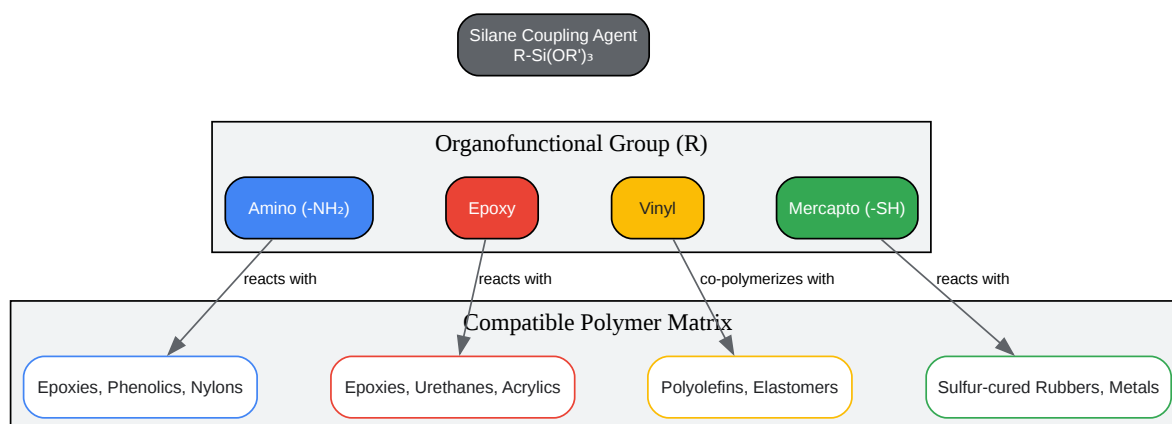 Silane Coupling Agent
R-Si(OR')₃
Organofunctional Group (R)
Amino (-NH₂)
Epoxy
Vinyl
Mercapto (-SH)
reacts with
reacts with
co-polymerizes with
reacts with
Compatible Polymer Matrix
Epoxies, Phenolics, Nylons
Epoxies, Urethanes, Acrylics
Polyolefins, Elastomers
Sulfur-cured Rubbers, Metals